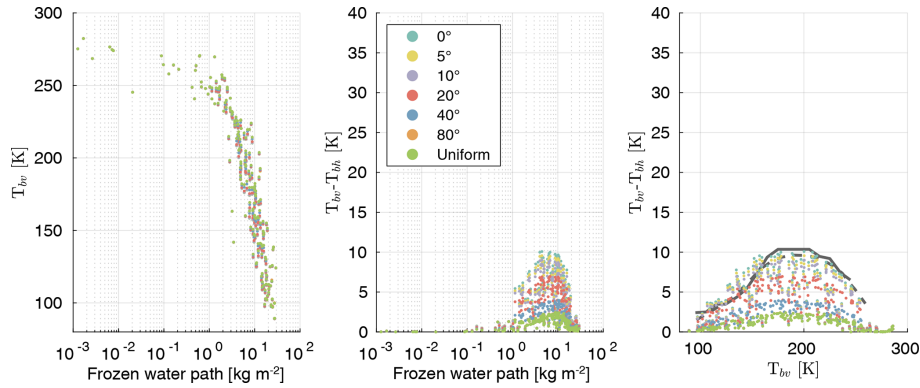 300
250
200
150
100
T_bv [K]
10^-3 10^-2 10^-1 10^0 10^1 10^2
Frozen water path [kg m^-2]
40
35
30
25
20
15
10
5
0
T_bv-T_bh [K]
0°
5°
10°
20°
40°
80°
Uniform
10^-3 10^-2 10^-1 10^0 10^1 10^2
Frozen water path [kg m^-2]
40
35
30
25
20
15
10
5
0
T_bv-T_bh [K]
100 200 300
T_bv [K]